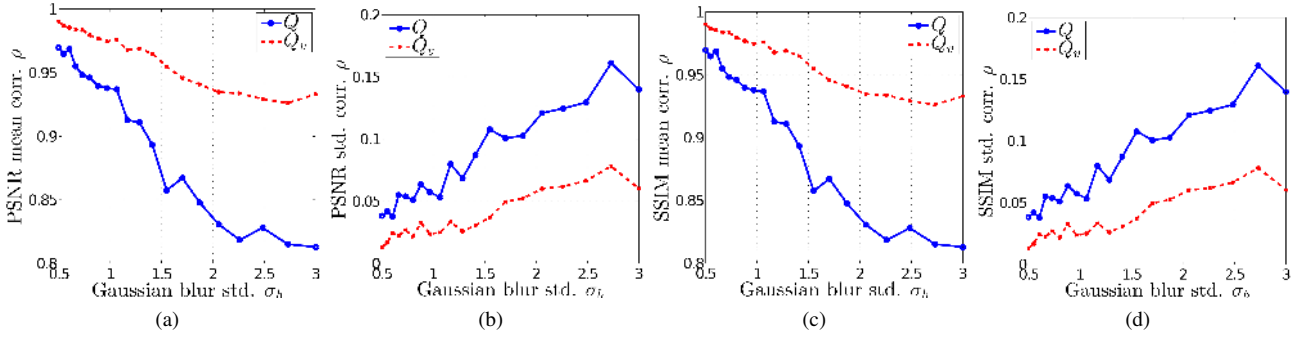 PSNR mean corr. ρ
1
0.95
0.9
0.85
0.8
Q
Q_v
0.5 1 1.5 2 2.5 3
Gaussian blur std. σ_h
(a)
PSNR std. corr. ρ
0.2
0.15
0.1
0.05
0
Q
Q_v
0.5 1 1.5 2 2.5 3
Gaussian blur std. σ_h
(b)
SSIM mean corr. ρ
1
0.95
0.9
0.85
0.8
Q
Q_v
0.5 1 1.5 2 2.5 3
Gaussian blur std. σ_h
(c)
SSIM std. corr. ρ
0.2
0.15
0.1
0.05
0
Q
Q_v
0.5 1 1.5 2 2.5 3
Gaussian blur std. σ_h
(d)